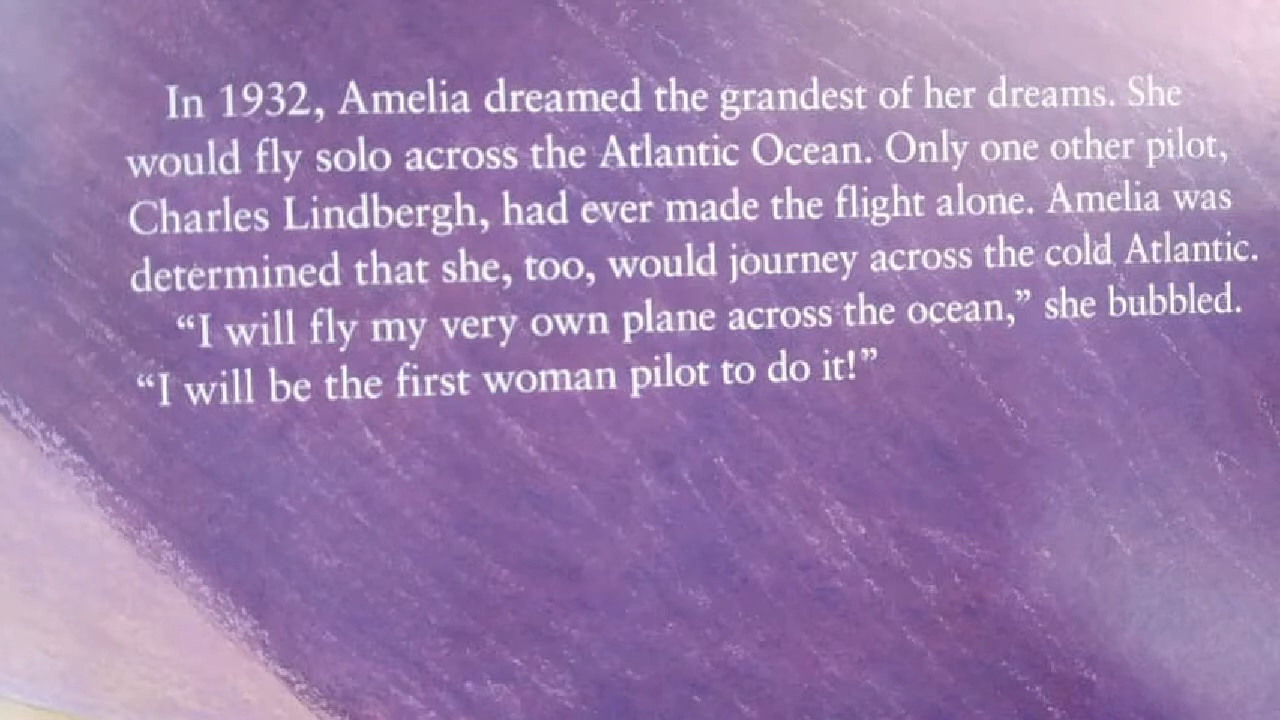 In 1932, Amelia dreamed the grandest of her dreams. She
would fly solo across the Atlantic Ocean. Only one other pilot,
Charles Lindbergh, had ever made the flight alone. Amelia was
determined that she, too, would journey across the cold Atlantic.
“I will fly my very own plane across the ocean,” she bubbled.
“I will be the first woman pilot to do it!”